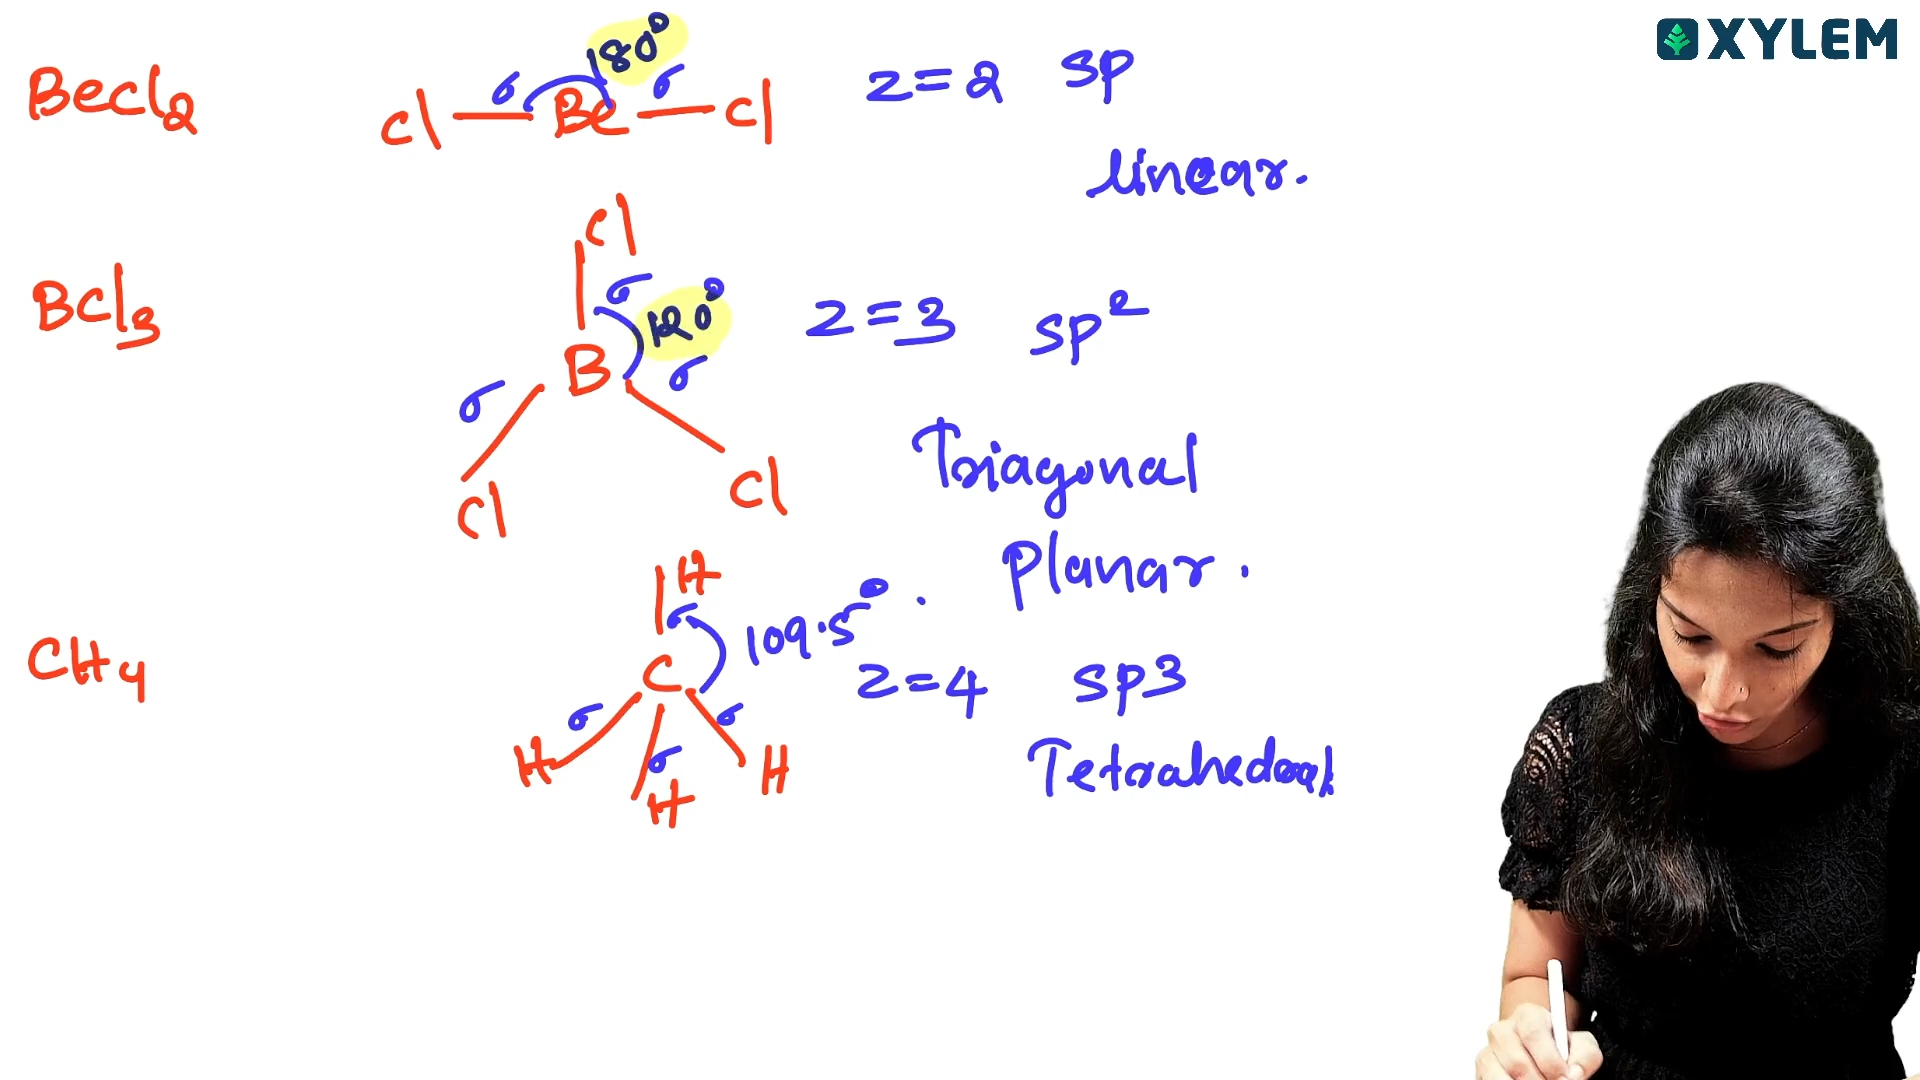 XYLEM
BeCl2
Cl — Be — Cl
σ 180° σ
z=2 sp
linear.
BCl3
Cl
σ
120°
B
σ
σ
Cl
Cl
z=3 sp²
Triagonal
Planar.
CH4
H
σ
109.5°.
C
σ
σ
σ
H
H
H
z=4 sp3
Tetrahedral.